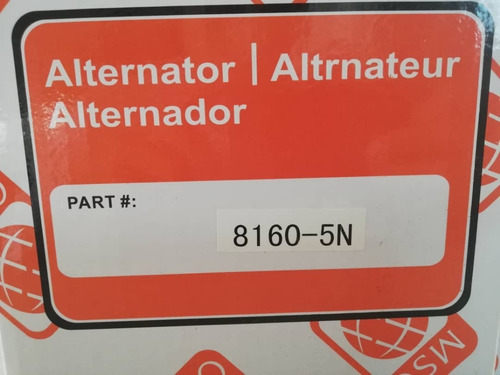 Alternator | Altrnateur
Alternador
PART #:
8160-5N